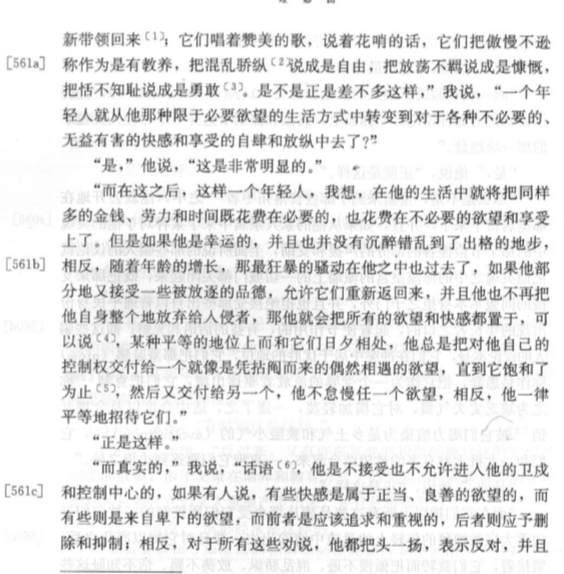 理 想 国
新带领回来〔1〕；它们唱着赞美的歌，说着花哨的话，它们把傲慢不逊
[561a] 称作为是有教养，把混乱骄纵〔2〕说成是自由，把放荡不羁说成是慷慨，
把恬不知耻说成是勇敢〔3〕。是不是正是差不多这样，”我说，“一个年
轻人就从他那种限于必要欲望的生活方式中转变到对于各种不必要的、
无益有害的快感和享受的自肆和放纵中去了？”
“是，”他说，“这是非常明显的。”
“而在这之后，这样一个年轻人，我想，在他的生活中就将把同样
多的金钱、劳力和时间既花费在必要的，也花费在不必要的欲望和享受
上了。但是如果他是幸运的，并且也并没有沉醉错乱到了出格的地步，
[561b] 相反，随着年龄的增长，那最狂暴的骚动在他之中也过去了，如果他部
分地又接受一些被放逐的品德，允许它们重新返回来，并且他也不再把
他自身整个地放弃给入侵者，那他就会把所有的欲望和快感都置于，可
以说〔4〕，某种平等的地位上而和它们日夕相处，他总是把对他自己的
控制权交付给一个就像是凭拈阄而来的偶然相遇的欲望，直到它饱和了
为止〔5〕，然后又交付给另一个，他不怠慢任一个欲望，相反，他一律
平等地招待它们。”
“正是这样。”
“而真实的，”我说，“话语〔6〕，他是不接受也不允许进入他的卫戍
[561c] 和控制中心的，如果有人说，有些快感是属于正当、良善的欲望的，而
有些则是来自卑下的欲望，而前者是应该追求和重视的，后者则应予删
除和抑制；相反，对于所有这些劝说，他都把头一扬，表示反对，并且